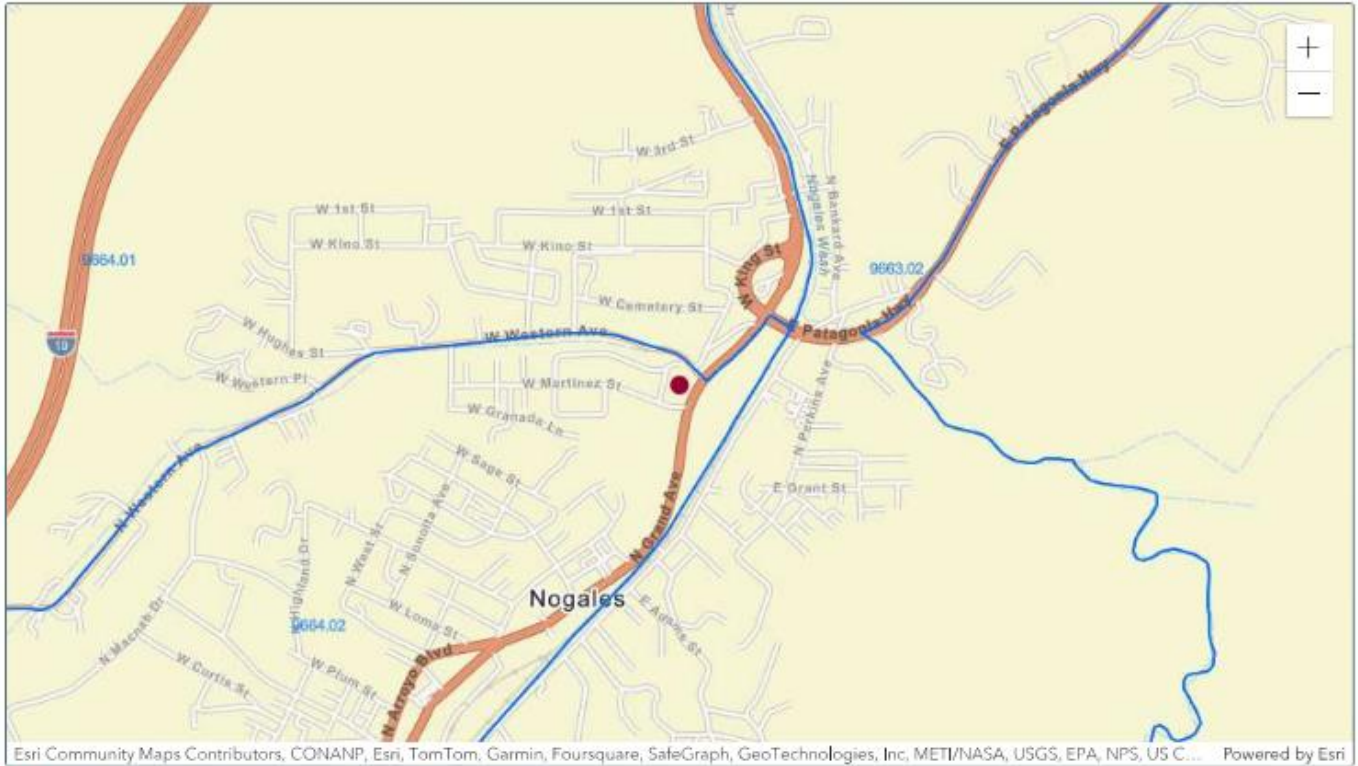 +
−
E Patagonia Hwy
W 3rd St
Nogales Wash
N Bankard Ave
W 1st St
W 1st St
W Kino St
W Kino St
9664.01
9663.02
W King St
W Cemetery St
E Patagonia Hwy
W Hughes St
W Western Ave
19
W Western Pl
W Martinez St
W Granada Ln
N Perkins Ave
N Western Ave
W Sage St
E Grant St
N Sonoita Ave
N West St
N Grand Ave
N Highland Dr
Nogales
W Loma St
E Adams St
9664.02
N Macnab Dr
W Curtis St
W Plum St
N Arroyo Blvd
Esri Community Maps Contributors, CONANP, Esri, TomTom, Garmin, Foursquare, SafeGraph, GeoTechnologies, Inc, METI/NASA, USGS, EPA, NPS, US C... Powered by Esri